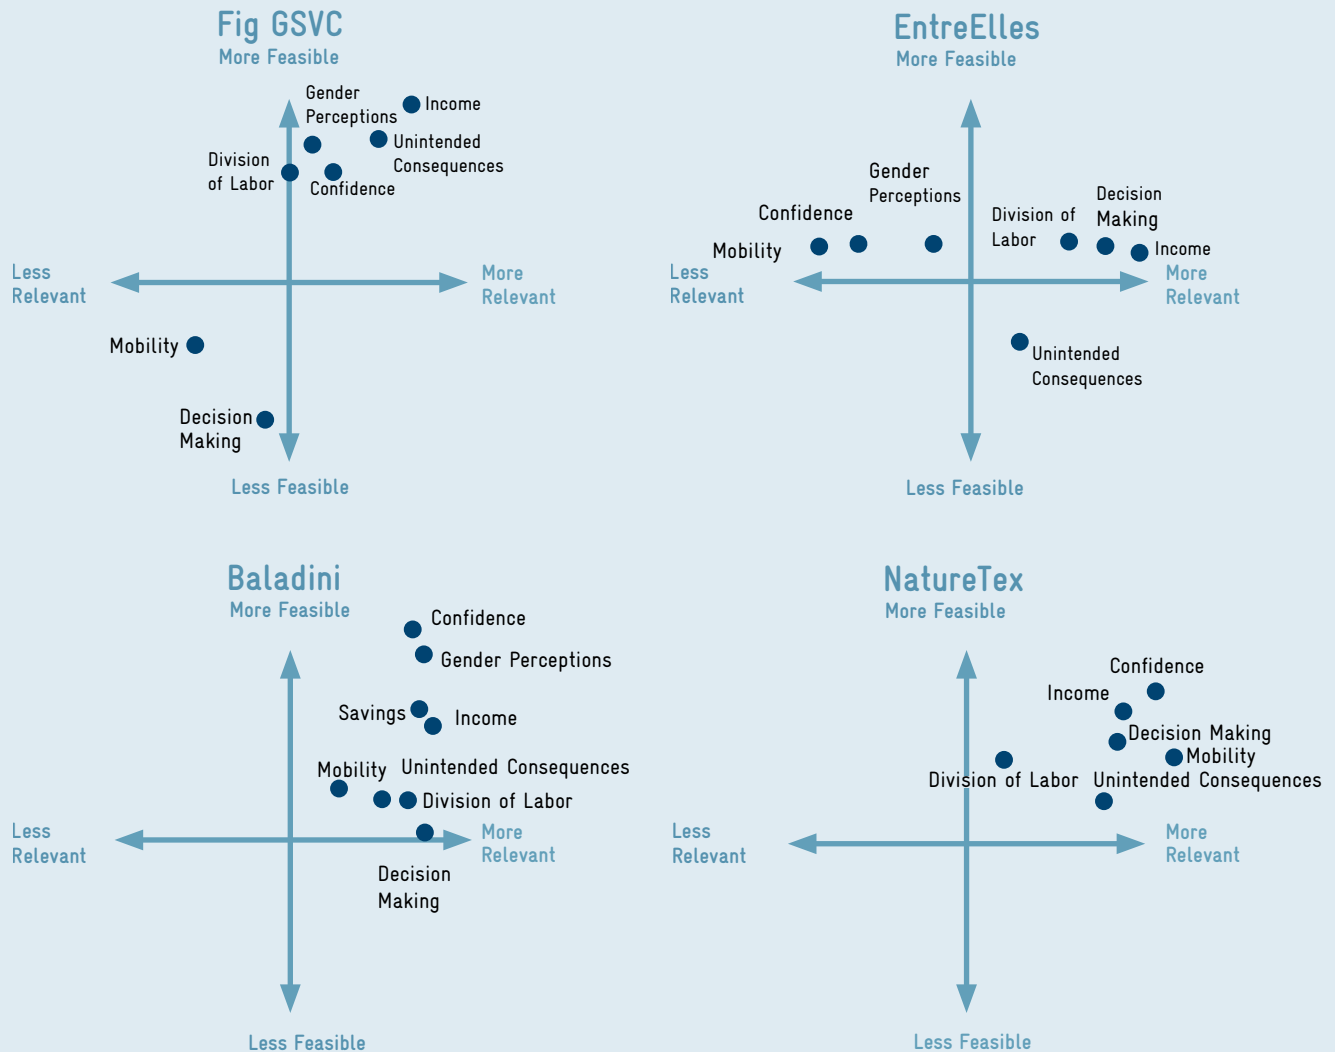 Fig GSVC
More Feasible
Gender
Perceptions
Income
Unintended
Consequences
Division
of Labor
Confidence
Less
Relevant
More
Relevant
Mobility
Decision
Making
Less Feasible
EntreElles
More Feasible
Gender
Perceptions
Confidence
Mobility
Division of
Labor
Decision
Making
Income
Less
Relevant
More
Relevant
Unintended
Consequences
Less Feasible
Baladini
More Feasible
Confidence
Gender Perceptions
Savings
Income
Mobility
Unintended Consequences
Division of Labor
Less
Relevant
More
Relevant
Decision
Making
Less Feasible
NatureTex
More Feasible
Confidence
Income
Decision Making
Mobility
Division of Labor
Unintended Consequences
Less
Relevant
More
Relevant
Less Feasible